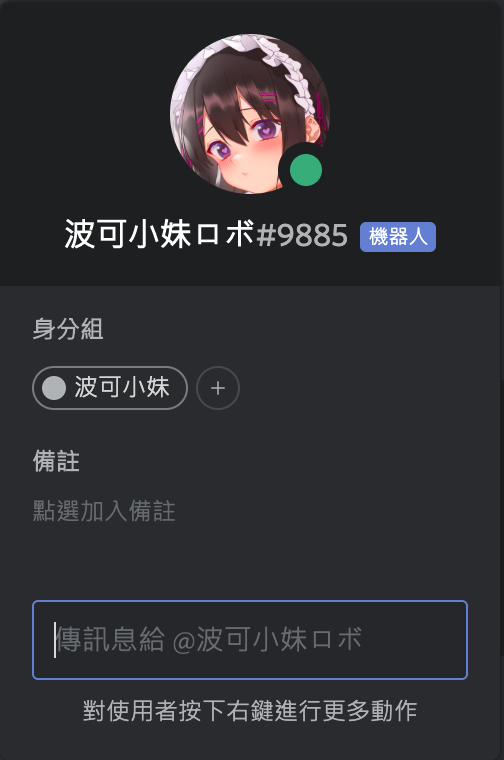 波可小妹ロボ#9885 機器人
身分組
波可小妹 +
備註
點選加入備註
傳訊息給 @波可小妹ロボ
對使用者按下右鍵進行更多動作